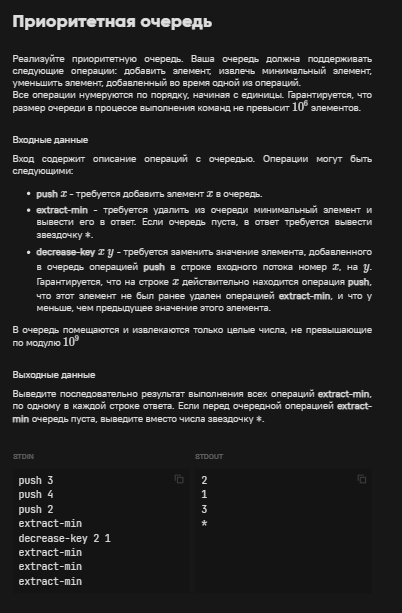 Приоритетная очередь
Реализуйте приоритетную очередь. Ваша очередь должна поддерживать
следующие операции: добавить элемент, извлечь минимальный элемент,
уменьшить элемент, добавленный во время одной из операций.
Все операции нумеруются по порядку, начиная с единицы. Гарантируется, что
размер очереди в процессе выполнения команд не превысит 10⁶ элементов.
Входные данные
Вход содержит описание операций с очередью. Операции могут быть
следующими:
• push x - требуется добавить элемент x в очередь.
• extract-min - требуется удалить из очереди минимальный элемент и
вывести его в ответ. Если очередь пуста, в ответ требуется вывести
звездочку *.
• decrease-key x y - требуется заменить значение элемента, добавленного
в очередь операцией push в строке входного потока номер x, на y.
Гарантируется, что на строке x действительно находится операция push,
что этот элемент не был ранее удален операцией extract-min, и что y
меньше, чем предыдущее значение этого элемента.
В очередь помещаются и извлекаются только целые числа, не превышающие
по модулю 10⁹
Выходные данные
Выведите последовательно результат выполнения всех операций extract-min,
по одному в каждой строке ответа. Если перед очередной операцией extract-
min очередь пуста, выведите вместо числа звездочку *.
STDIN
push 3
push 4
push 2
extract-min
decrease-key 2 1
extract-min
extract-min
extract-min
STDOUT
2
1
3
*